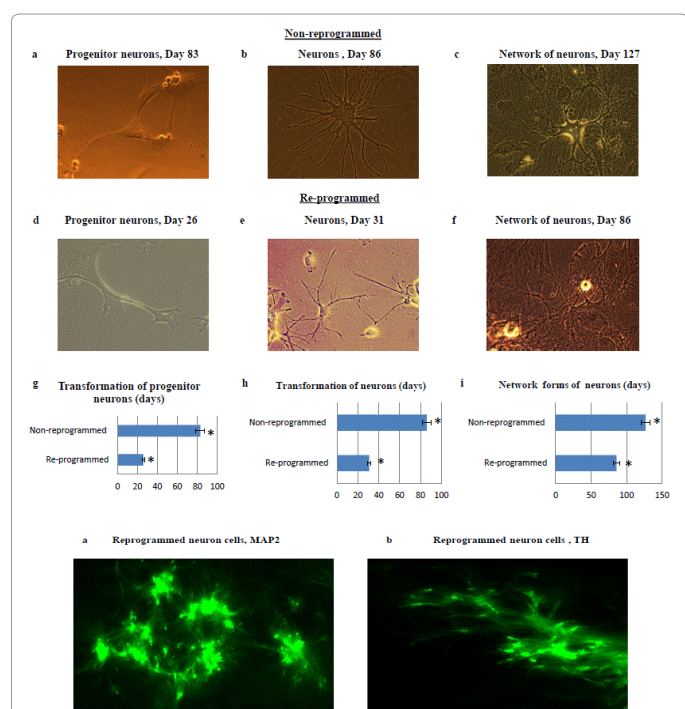 Non-reprogrammed
a Progenitor neurons, Day 83 b Neurons , Day 86 c Network of neurons, Day 127
Re-programmed
d Progenitor neurons, Day 26 e Neurons, Day 31 f Network of neurons, Day 86
g Transformation of progenitor
neurons (days)
Non-reprogrammed *
Re-programmed *
0 20 40 60 80 100
h Transformation of neurons (days)
Non-reprogrammed *
Re-programmed *
0 20 40 60 80 100
i Network forms of neurons (days)
Non-reprogrammed *
Re-programmed *
0 50 100 150
a Reprogrammed neuron cells, MAP2 b Reprogrammed neuron cells , TH